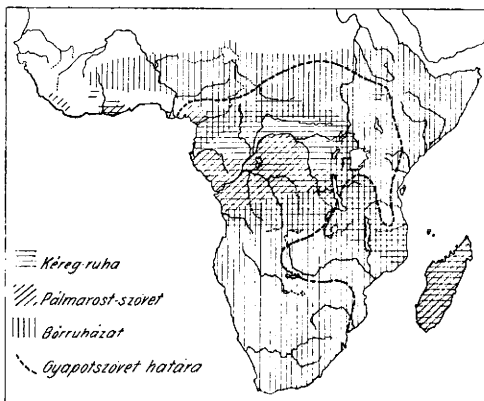 Kéreg-ruha
Pálmarost-szövet
Bőrruházat
Gyapotszövet határa